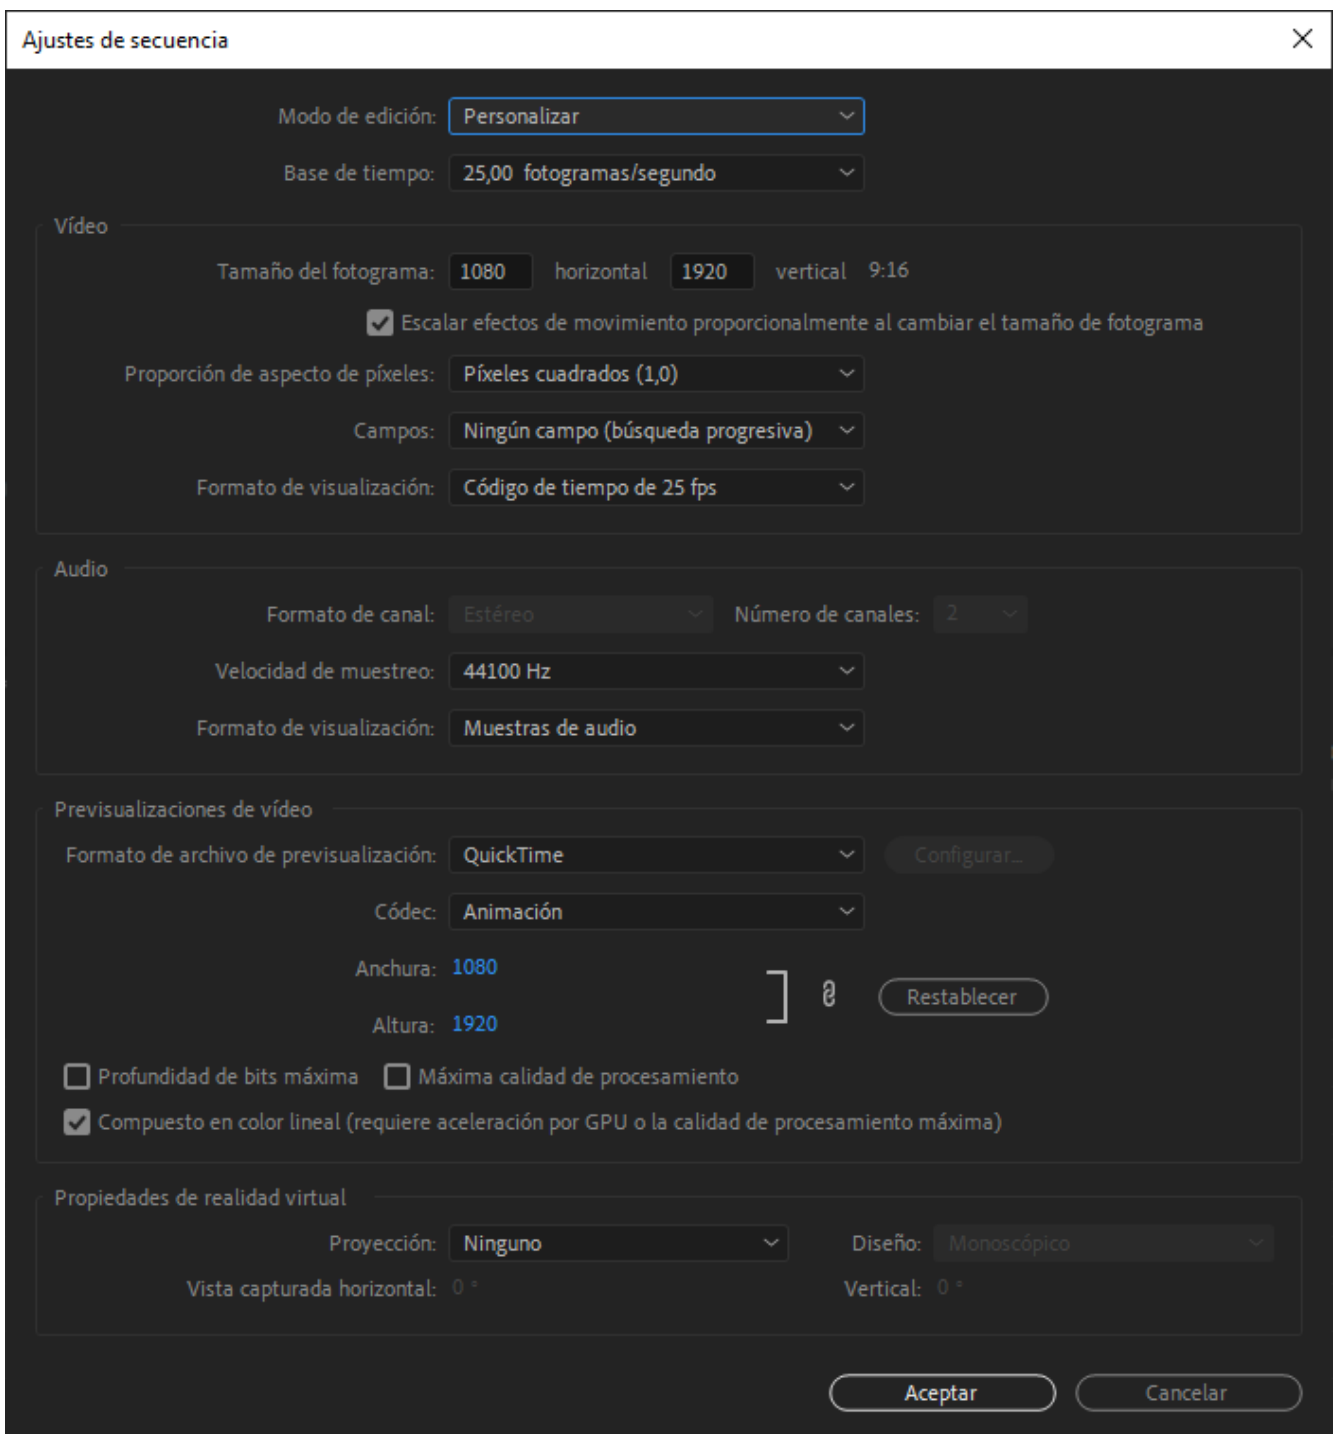 Ajustes de secuencia
Modo de edición: Personalizar
Base de tiempo: 25,00 fotogramas/segundo
Vídeo
Tamaño del fotograma: 1080 horizontal 1920 vertical 9:16
Escalar efectos de movimiento proporcionalmente al cambiar el tamaño de fotograma
Proporción de aspecto de píxeles: Píxeles cuadrados (1,0)
Campos: Ningún campo (búsqueda progresiva)
Formato de visualización: Código de tiempo de 25 fps
Audio
Formato de canal: Estéreo Número de canales: 2
Velocidad de muestreo: 44100 Hz
Formato de visualización: Muestras de audio
Previsualizaciones de vídeo
Formato de archivo de previsualización: QuickTime Configurar...
Códec: Animación
Anchura: 1080
Restablecer
Altura: 1920
Profundidad de bits máxima Máxima calidad de procesamiento
Compuesto en color lineal (requiere aceleración por GPU o la calidad de procesamiento máxima)
Propiedades de realidad virtual
Proyección: Ninguno Diseño: Monoscópico
Vista capturada horizontal: 0 ° Vertical: 0 °
Aceptar Cancelar